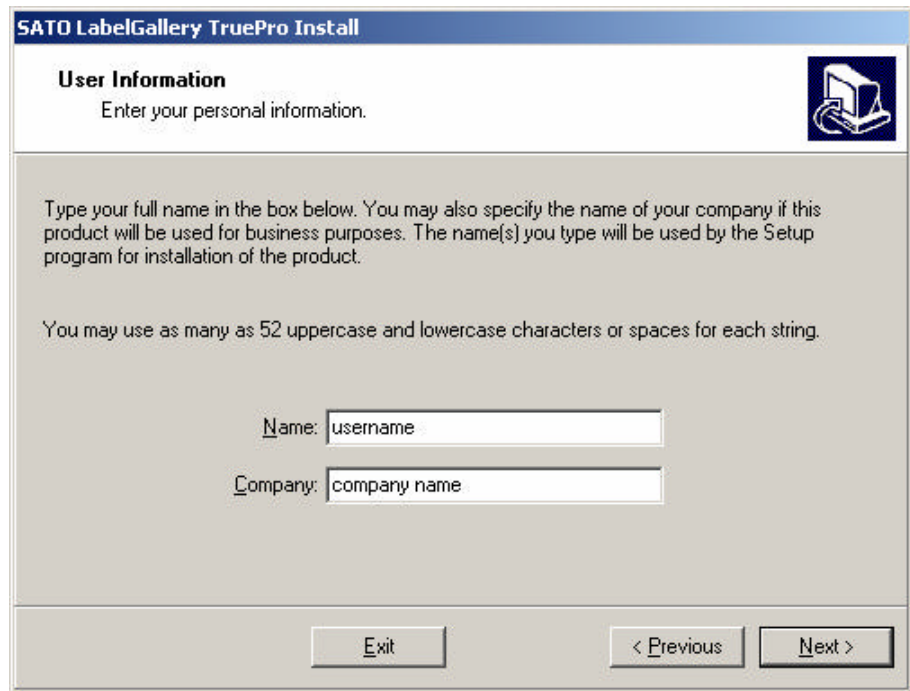 SATO LabelGallery TruePro Install
User Information
Enter your personal information.
Type your full name in the box below. You may also specify the name of your company if this
product will be used for business purposes. The name(s) you type will be used by the Setup
program for installation of the product.
You may use as many as 52 uppercase and lowercase characters or spaces for each string.
Name: username
Company: company name
Exit
< Previous
Next >